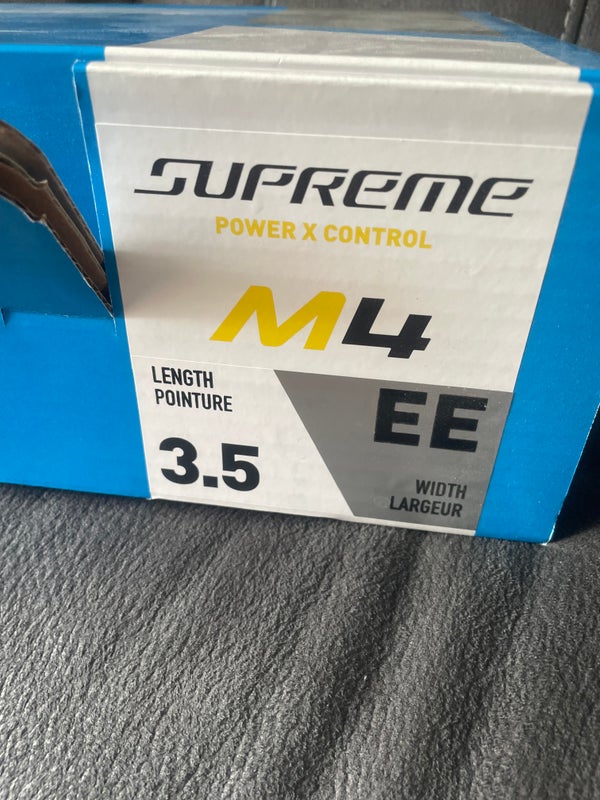 SUPREME
POWER X CONTROL
M4
LENGTH
POINTURE
3.5
EE
WIDTH
LARGEUR